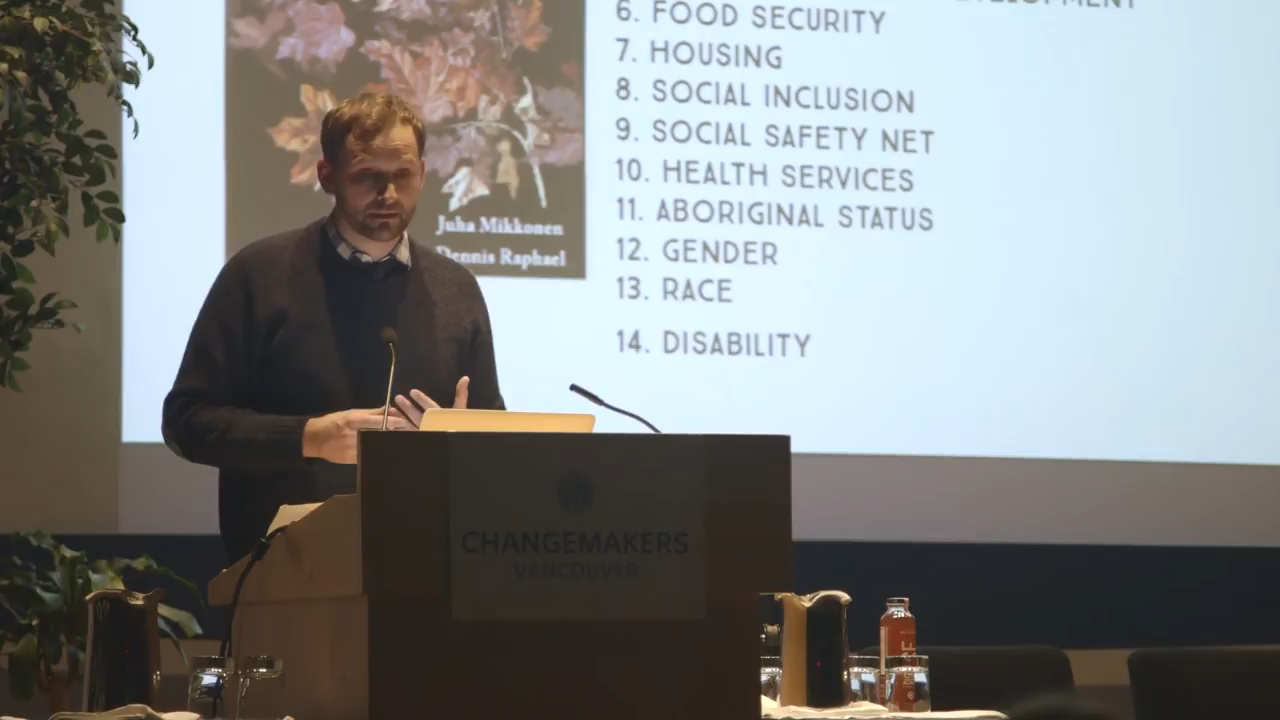 6. FOOD SECURITY
7. HOUSING
8. SOCIAL INCLUSION
9. SOCIAL SAFETY NET
10. HEALTH SERVICES
11. ABORIGINAL STATUS
12. GENDER
13. RACE
14. DISABILITY
Juha Mikkonen
Dennis Raphael
CHANGEMAKERS
VANCOUVER